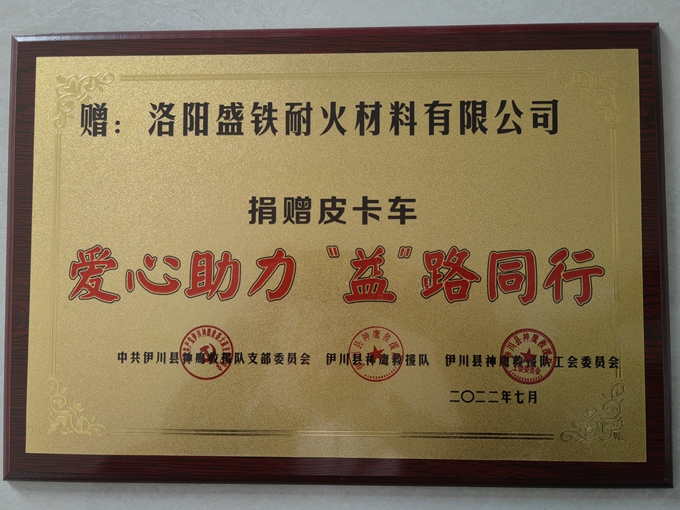 赠：洛阳盛铁耐火材料有限公司
捐赠皮卡车
爱心助力"益"路同行
中共伊川县神鹰救援队支部委员会 伊川县神鹰救援队 伊川县神鹰救援队工会委员会
二〇二二年七月